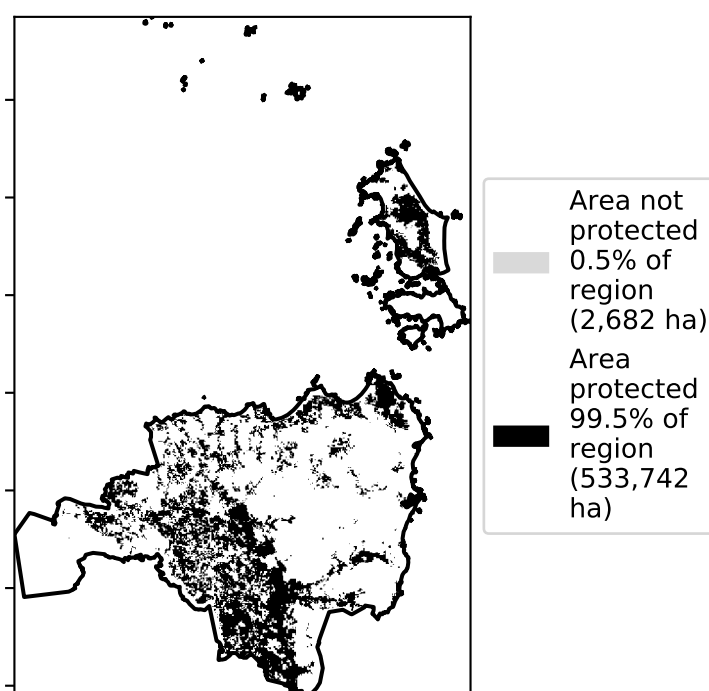 Area not
protected
0.5% of
region
(2,682 ha)
Area
protected
99.5% of
region
(533,742
ha)